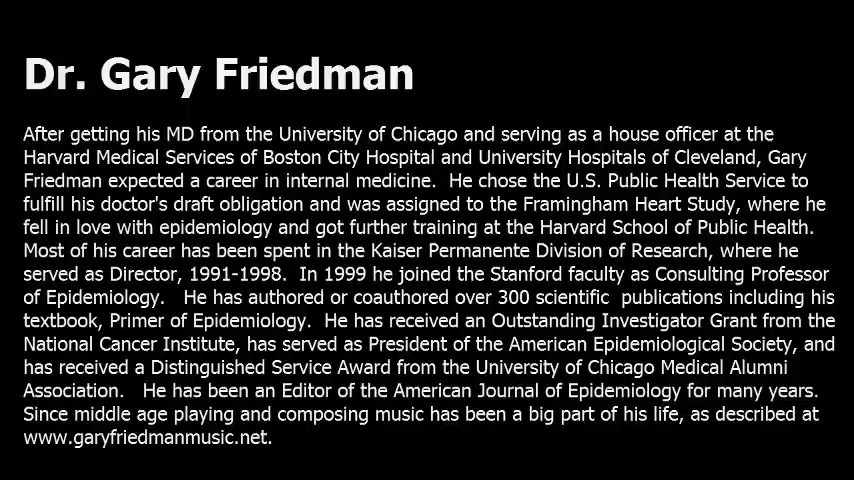 Dr. Gary Friedman
After getting his MD from the University of Chicago and serving as a house officer at the
Harvard Medical Services of Boston City Hospital and University Hospitals of Cleveland, Gary
Friedman expected a career in internal medicine.  He chose the U.S. Public Health Service to
fulfill his doctor's draft obligation and was assigned to the Framingham Heart Study, where he
fell in love with epidemiology and got further training at the Harvard School of Public Health.
Most of his career has been spent in the Kaiser Permanente Division of Research, where he
served as Director, 1991-1998.  In 1999 he joined the Stanford faculty as Consulting Professor
of Epidemiology.   He has authored or coauthored over 300 scientific  publications including his
textbook, Primer of Epidemiology.  He has received an Outstanding Investigator Grant from the
National Cancer Institute, has served as President of the American Epidemiological Society, and
has received a Distinguished Service Award from the University of Chicago Medical Alumni
Association.   He has been an Editor of the American Journal of Epidemiology for many years.
Since middle age playing and composing music has been a big part of his life, as described at
www.garyfriedmanmusic.net.